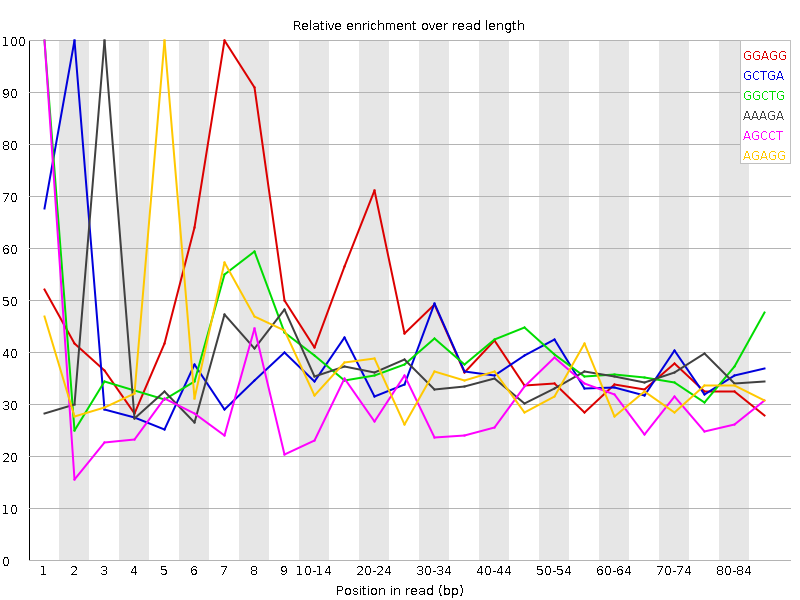 Relative enrichment over read length
100
90
80
70
60
50
40
30
20
10
0
GGAGG
GCTGA
GGCTG
AAAGA
AGCCT
AGAGG
1 2 3 4 5 6 7 8 9 10-14 20-24 30-34 40-44 50-54 60-64 70-74 80-84
Position in read (bp)